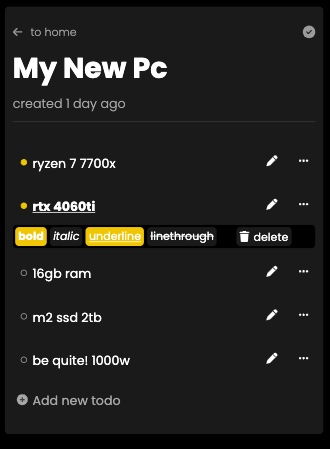 to home
My New Pc
created 1 day ago
ryzen 7 7700x
rtx 4060ti
bold italic underline linethrough delete
16gb ram
m2 ssd 2tb
be quite! 1000w
Add new todo